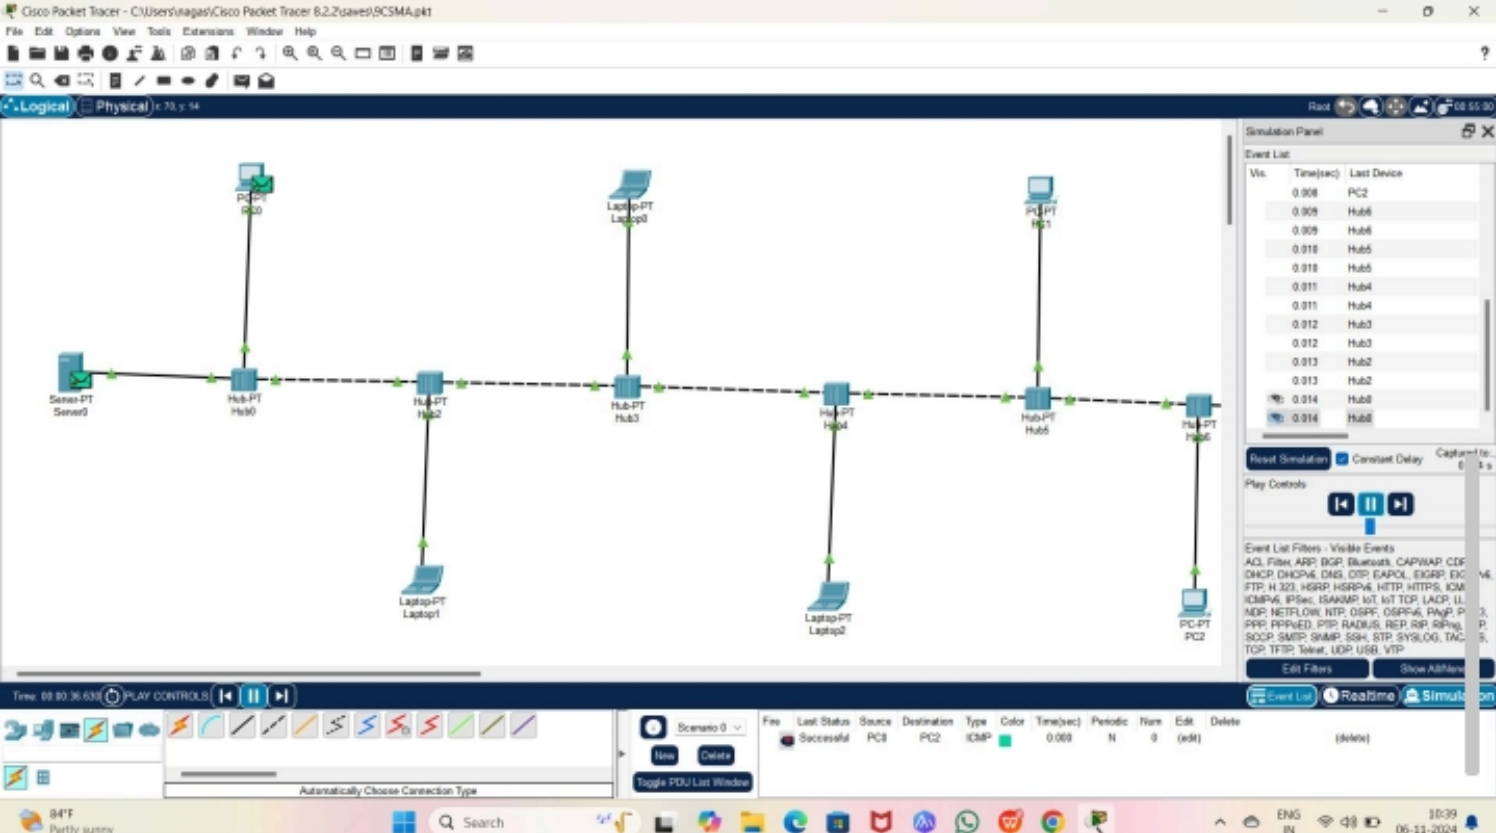 Cisco Packet Tracer - C:\Users\nagas\Cisco Packet Tracer 8.2.2\saves\9CSMA.pkt
File Edit Options View Tools Extensions Window Help
Logical Physical x: 70, y: 14
Root 00:55:00
Simulation Panel
Event List
Vis. Time(sec) Last Device
0.008 PC2
0.009 Hub6
0.009 Hub6
0.010 Hub5
0.010 Hub5
0.011 Hub4
0.011 Hub4
0.012 Hub3
0.012 Hub3
0.013 Hub2
0.013 Hub2
0.014 Hub0
0.014 Hub0
Reset Simulation Constant Delay Captured to:
Play Controls
Event List Filters - Visible Events
ACL Filter, ARP, BGP, Bluetooth, CAPWAP, CDP
DHCP, DHCPv6, DNS, DTP, EAPOL, EIGRP,
FTP, H.323, HSRP, HSRPv6, HTTP, HTTPS,
ICMPv6, IPSec, ISAKMP, IoT, IoT TCP, LACP,
NDP, NETFLOW, NTP, OSPF, OSPFv6, PAgP,
PPP, PPPoED, PTP, RADIUS, REP, RIP, RIPng,
SCCP, SMTP, SNMP, SSH, STP, SYSLOG,
TCP, TFTP, Telnet, UDP, USB, VTP
Edit Filters Show All/None
Event List Realtime Simulation
PC-PT
PC0
Laptop-PT
Laptop0
PC-PT
PC1
Server-PT
Server0
Hub-PT
Hub0
Hub-PT
Hub2
Hub-PT
Hub3
Hub-PT
Hub4
Hub-PT
Hub5
Hub-PT
Hub6
Laptop-PT
Laptop1
Laptop-PT
Laptop2
PC-PT
PC2
Time: 00:00:36.630 PLAY CONTROLS:
Scenario 0
New Delete
Toggle PDU List Window
Fire Last Status Source Destination Type Color Time(sec) Periodic Num Edit Delete
Successful PC0 PC2 ICMP 0.000 N 0 (edit) (delete)
Automatically Choose Connection Type
84°F
Partly sunny
Search
ENG
IN
10:39
06-11-2024